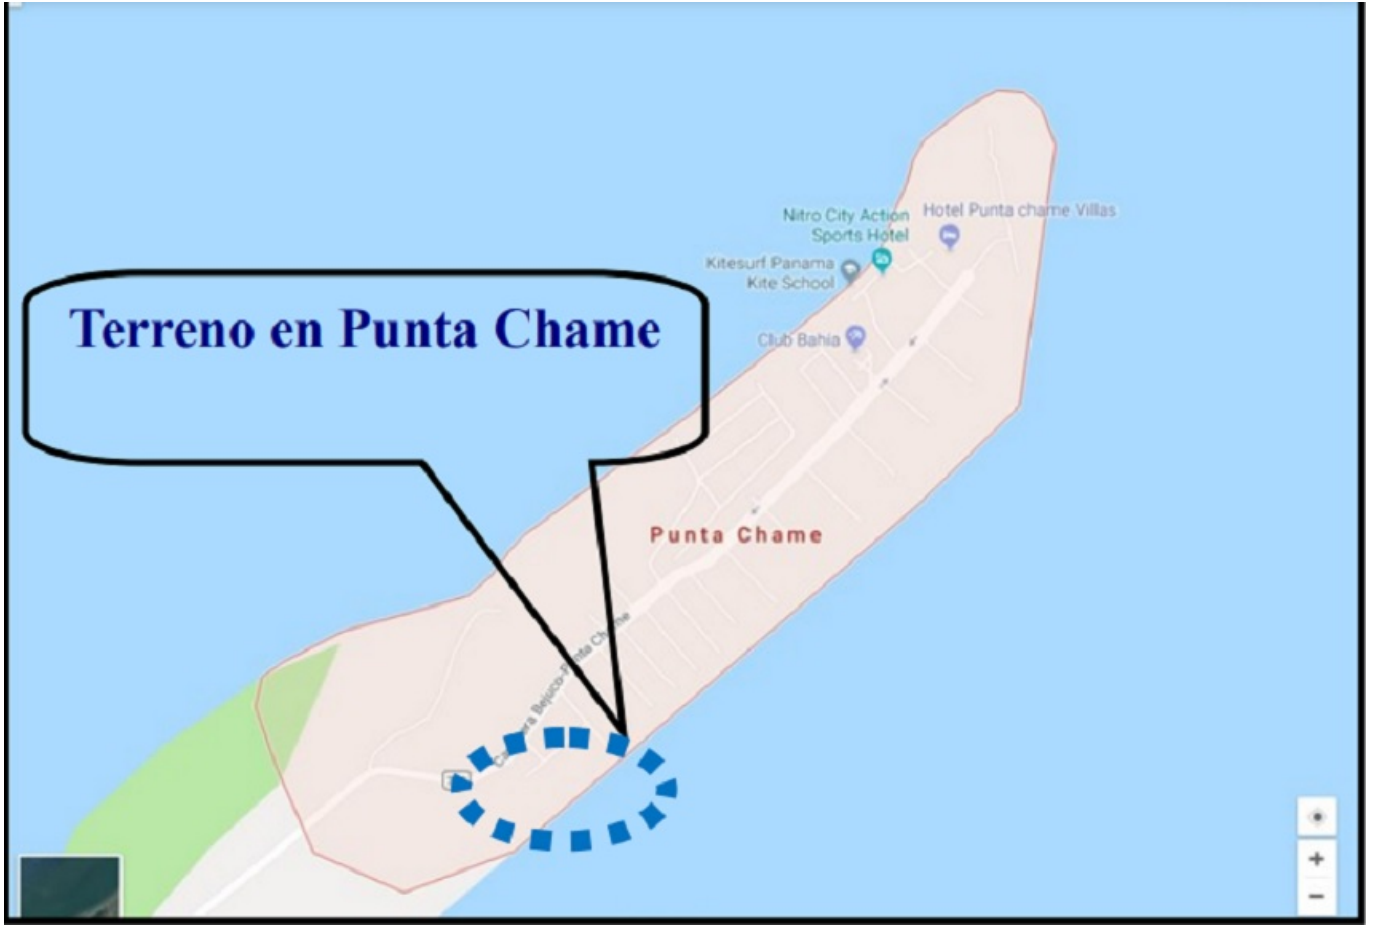 Nitro City Action
Sports Hotel
Hotel Punta chame Villas
Kitesurf Panama
Kite School
Club Bahia
Terreno en Punta Chame
Punta Chame
Bejuco-Punta Chame